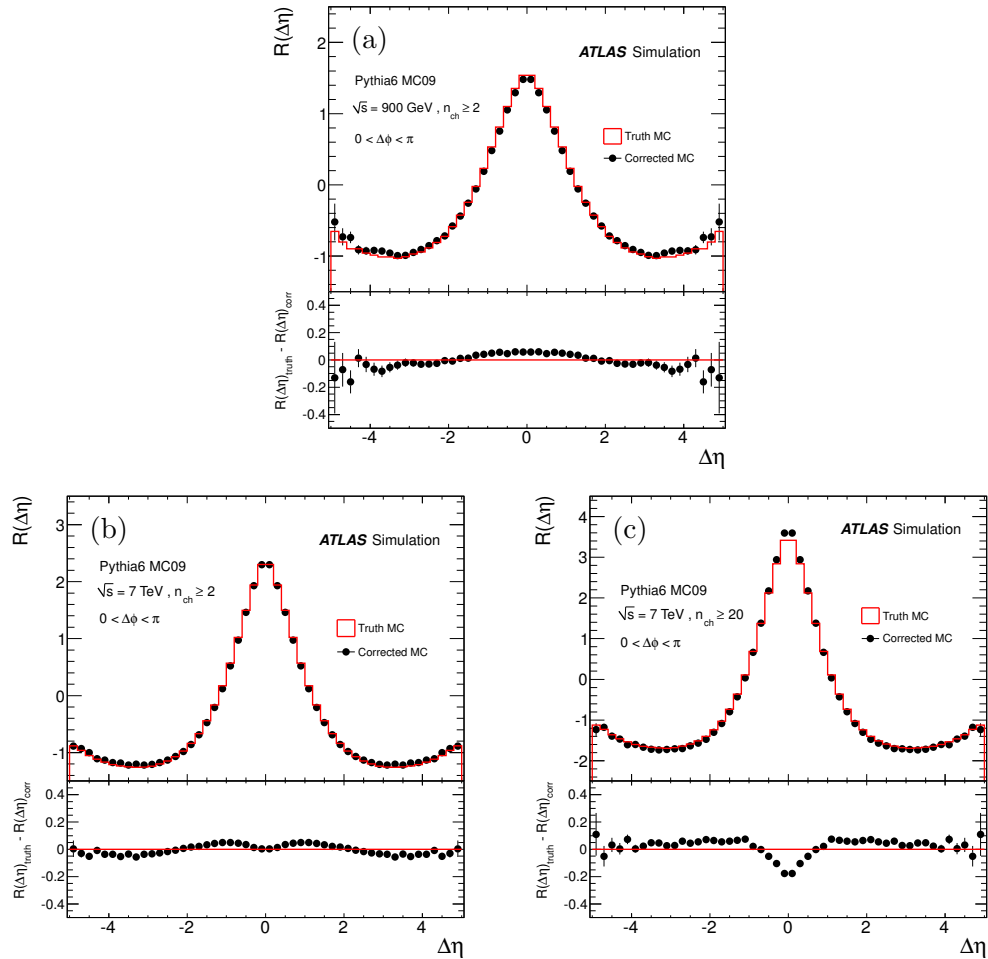 R(Δη)
(a)
ATLAS Simulation
Pythia6 MC09
√s = 900 GeV , n_ch ≥ 2
0 < Δϕ < π
Truth MC
Corrected MC
2
1
0
-1
R(Δη)_truth - R(Δη)_corr
0.4
0.2
0
-0.2
-0.4
-4 -2 0 2 4
Δη
R(Δη)
(b)
ATLAS Simulation
Pythia6 MC09
√s = 7 TeV , n_ch ≥ 2
0 < Δϕ < π
Truth MC
Corrected MC
3
2
1
0
-1
R(Δη)_truth - R(Δη)_corr
0.4
0.2
0
-0.2
-0.4
-4 -2 0 2 4
Δη
R(Δη)
(c)
ATLAS Simulation
Pythia6 MC09
√s = 7 TeV , n_ch ≥ 20
0 < Δϕ < π
Truth MC
Corrected MC
4
3
2
1
0
-1
-2
R(Δη)_truth - R(Δη)_corr
0.4
0.2
0
-0.2
-0.4
-4 -2 0 2 4
Δη